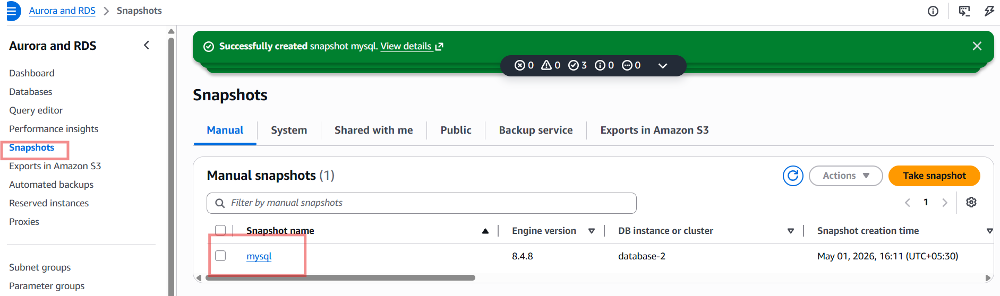 Aurora and RDS > Snapshots
Aurora and RDS
Dashboard
Databases
Query editor
Performance insights
Snapshots
Exports in Amazon S3
Automated backups
Reserved instances
Proxies
Subnet groups
Parameter groups
Successfully created snapshot mysql. View details
0 0 3 0 0
Snapshots
Manual System Shared with me Public Backup service Exports in Amazon S3
Manual snapshots (1)
Actions Take snapshot
Filter by manual snapshots
1
Snapshot name Engine version DB instance or cluster Snapshot creation time
mysql 8.4.8 database-2 May 01, 2026, 16:11 (UTC+05:30)